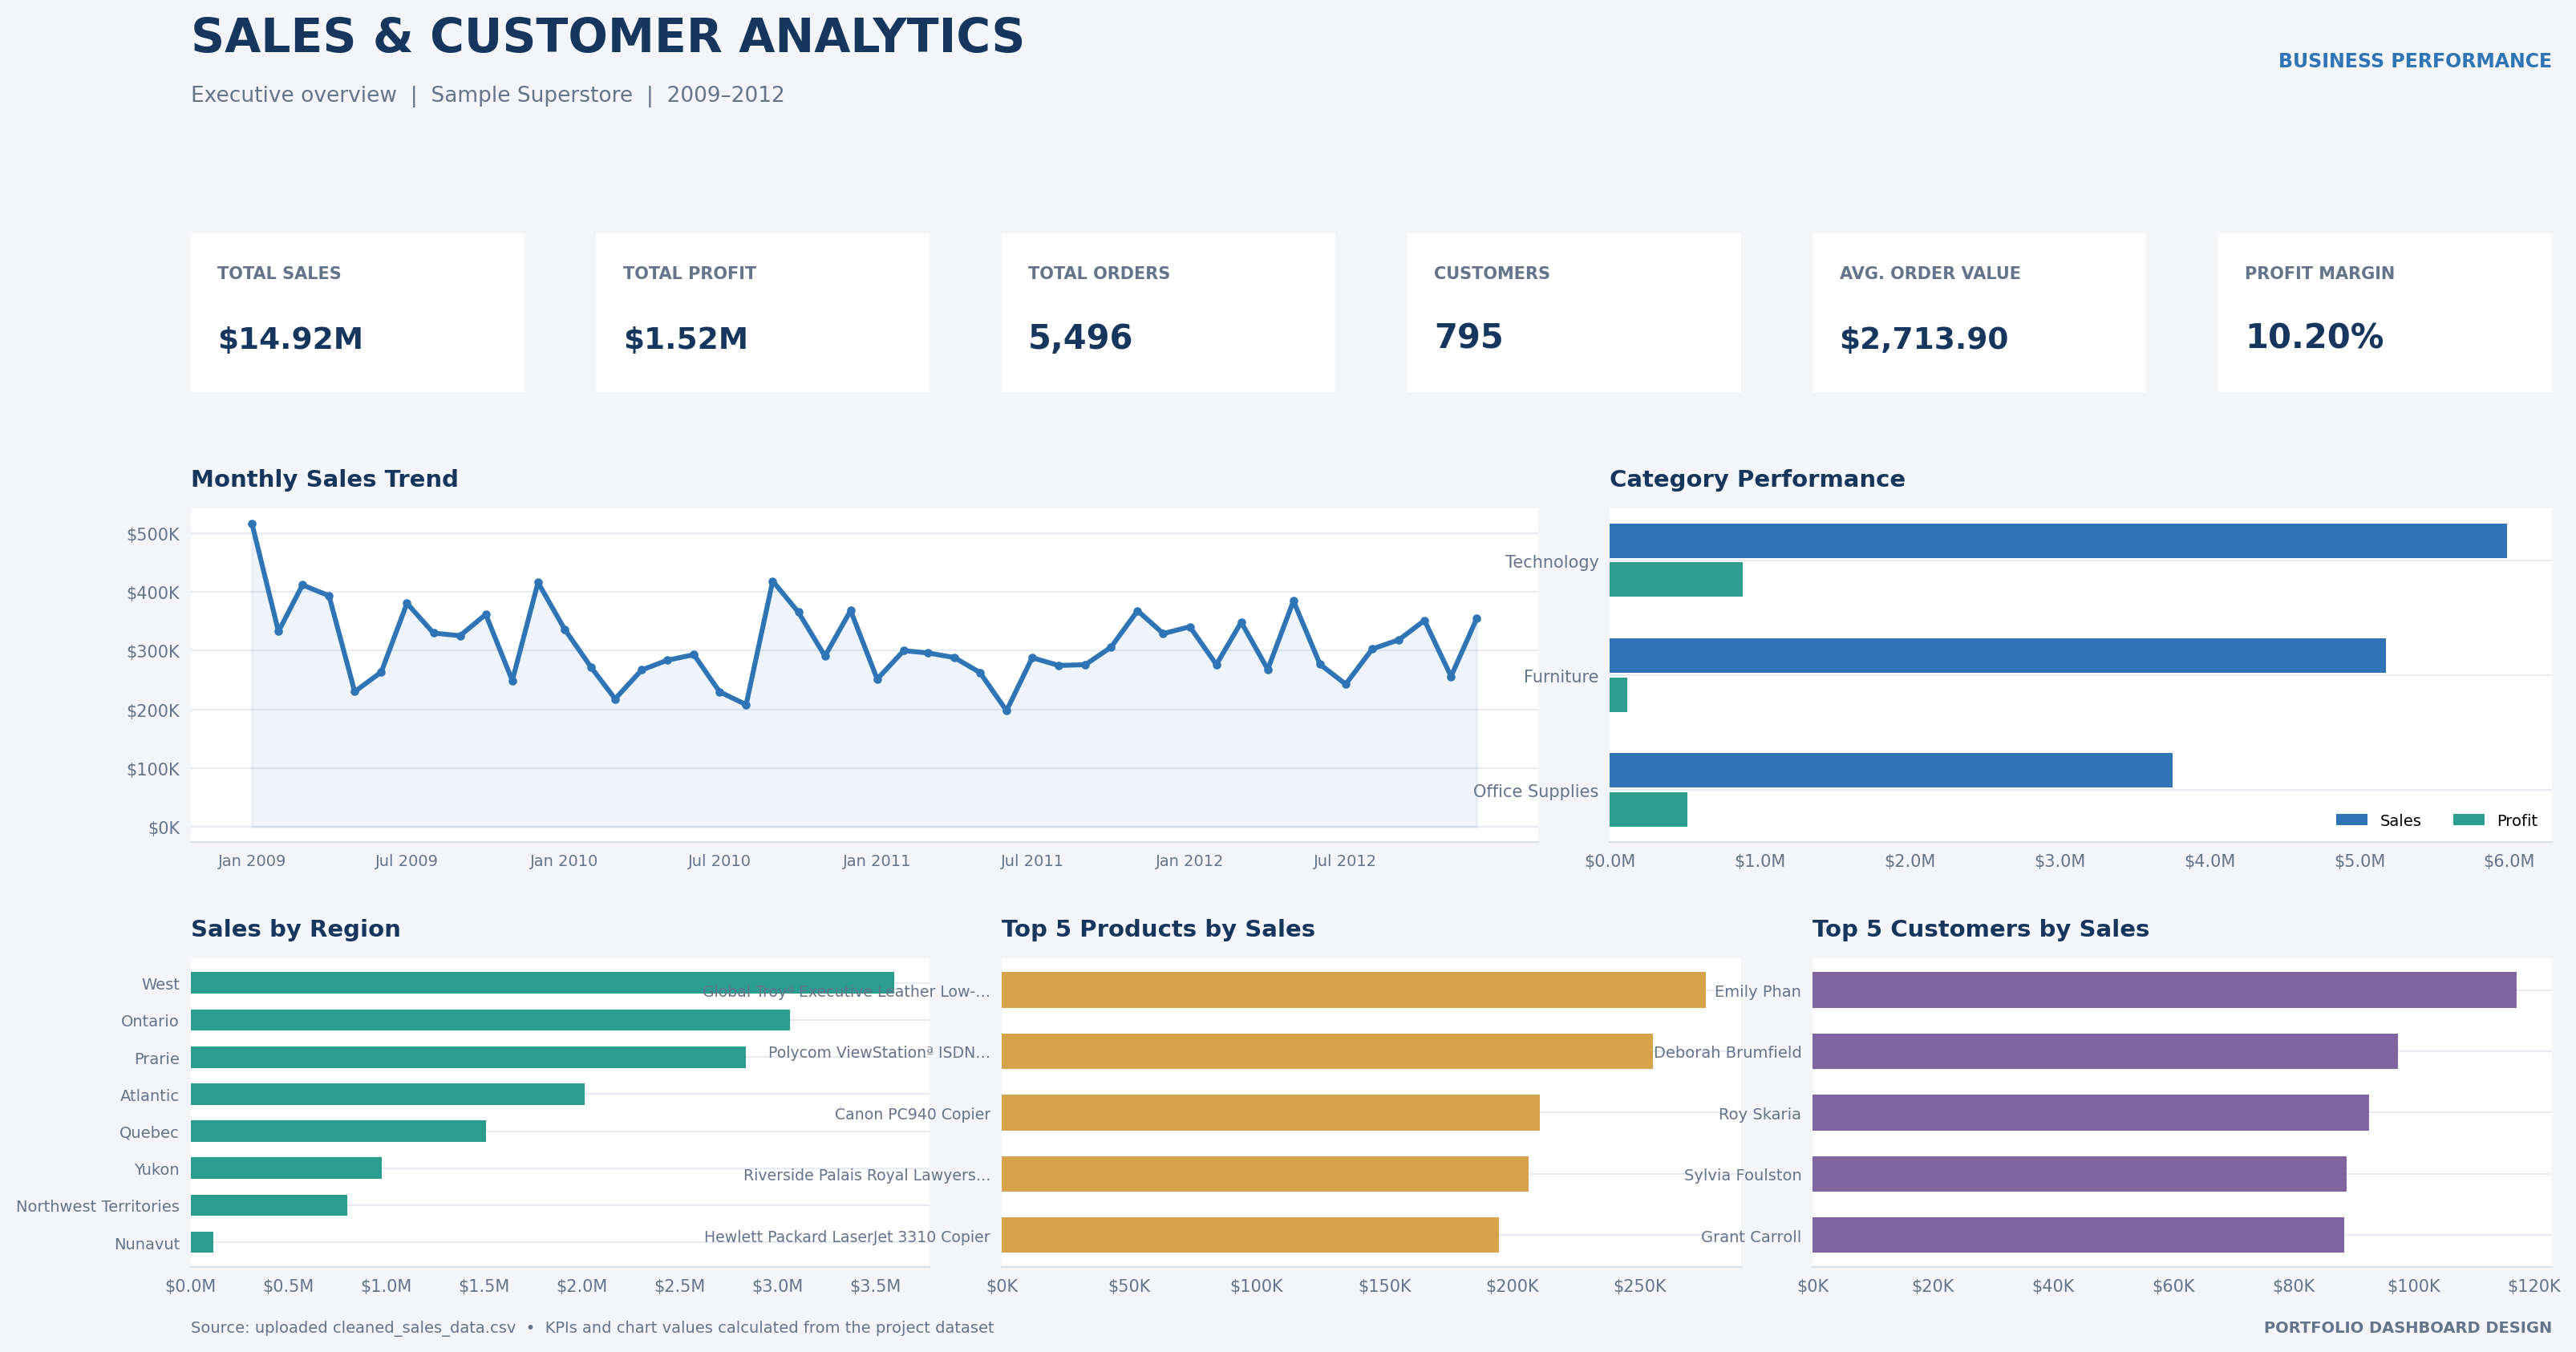 SALES & CUSTOMER ANALYTICS
BUSINESS PERFORMANCE
Executive overview | Sample Superstore | 2009–2012
TOTAL SALES
$14.92M
TOTAL PROFIT
$1.52M
TOTAL ORDERS
5,496
CUSTOMERS
795
AVG. ORDER VALUE
$2,713.90
PROFIT MARGIN
10.20%
Monthly Sales Trend
$500K
$400K
$300K
$200K
$100K
$0K
Jan 2009 Jul 2009 Jan 2010 Jul 2010 Jan 2011 Jul 2011 Jan 2012 Jul 2012
Category Performance
Technology
Furniture
Office Supplies
Sales Profit
$0.0M $1.0M $2.0M $3.0M $4.0M $5.0M $6.0M
Sales by Region
West
Ontario
Prarie
Atlantic
Quebec
Yukon
Northwest Territories
Nunavut
$0.0M $0.5M $1.0M $1.5M $2.0M $2.5M $3.0M $3.5M
Top 5 Products by Sales
Global Troyª Executive Leather Low-...
Polycom ViewStationª ISDN...
Canon PC940 Copier
Riverside Palais Royal Lawyers...
Hewlett Packard LaserJet 3310 Copier
$0K $50K $100K $150K $200K $250K
Top 5 Customers by Sales
Emily Phan
Deborah Brumfield
Roy Skaria
Sylvia Foulston
Grant Carroll
$0K $20K $40K $60K $80K $100K $120K
Source: uploaded cleaned_sales_data.csv • KPIs and chart values calculated from the project dataset
PORTFOLIO DASHBOARD DESIGN